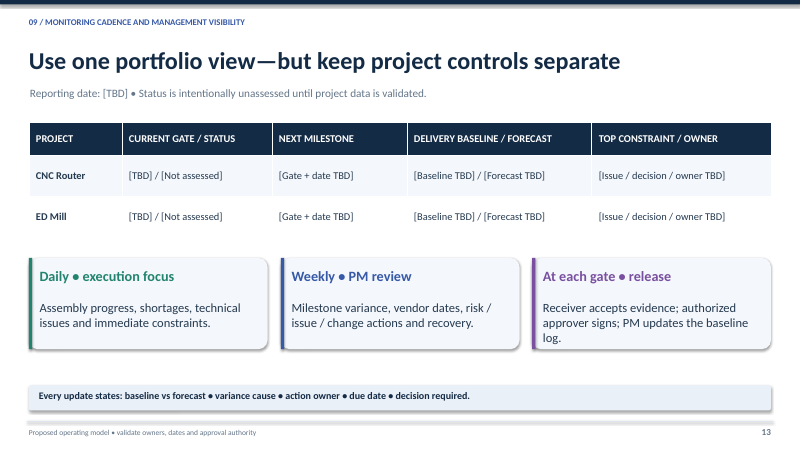 09 / MONITORING CADENCE AND MANAGEMENT VISIBILITY
Use one portfolio view—but keep project controls separate
Reporting date: [TBD] • Status is intentionally unassessed until project data is validated.
PROJECT CURRENT GATE / STATUS NEXT MILESTONE DELIVERY BASELINE / FORECAST TOP CONSTRAINT / OWNER
CNC Router [TBD] / [Not assessed] [Gate + date TBD] [Baseline TBD] / [Forecast TBD] [Issue / decision / owner TBD]
ED Mill [TBD] / [Not assessed] [Gate + date TBD] [Baseline TBD] / [Forecast TBD] [Issue / decision / owner TBD]
Daily • execution focus
Assembly progress, shortages, technical
issues and immediate constraints.
Weekly • PM review
Milestone variance, vendor dates, risk /
issue / change actions and recovery.
At each gate • release
Receiver accepts evidence; authorized
approver signs; PM updates the baseline
log.
Every update states: baseline vs forecast • variance cause • action owner • due date • decision required.
Proposed operating model • validate owners, dates and approval authority
13